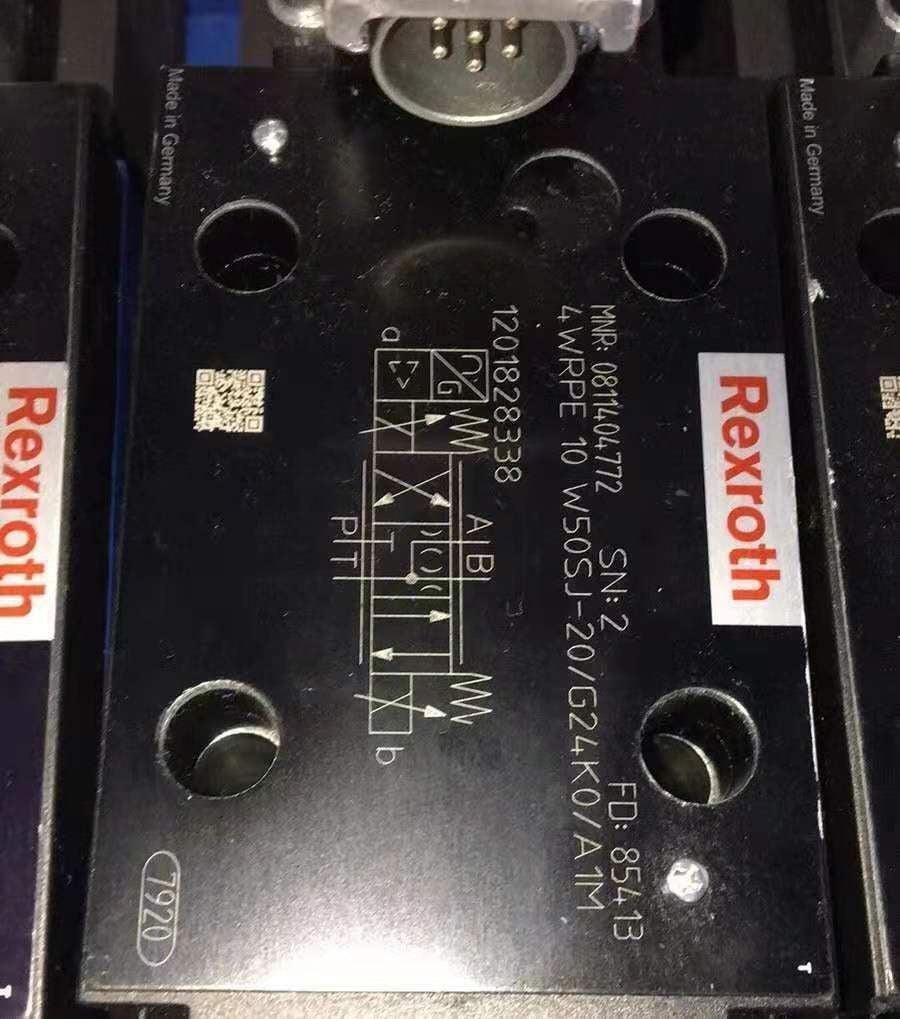 Made in Germany
Made in Germany
Rexroth
Rexroth
MNR: 0811404772 SN: 2 FD: 85413
4WRPE 10 W50SJ-20/G24K0/A1M
1201828338
a
G
A B
P T
b
7920
T
T